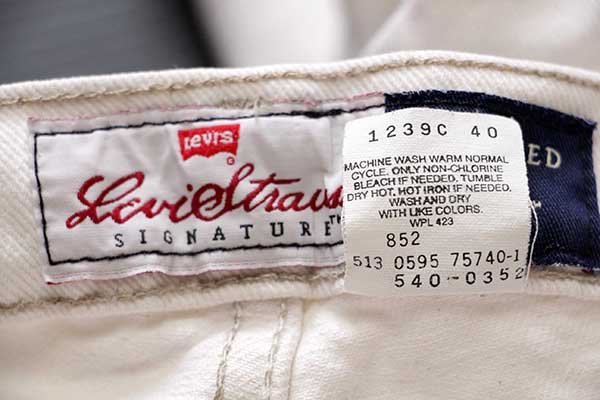 LEVI'S
®
Levi Straus
SIGNATURE™
1239C 40
MACHINE WASH WARM NORMAL
CYCLE. ONLY NON-CHLORINE
BLEACH IF NEEDED. TUMBLE
DRY HOT. HOT IRON IF NEEDED.
WASH AND DRY
WITH LIKE COLORS.
WPL 423
852
513 0595 75740-1
540-0352
ED